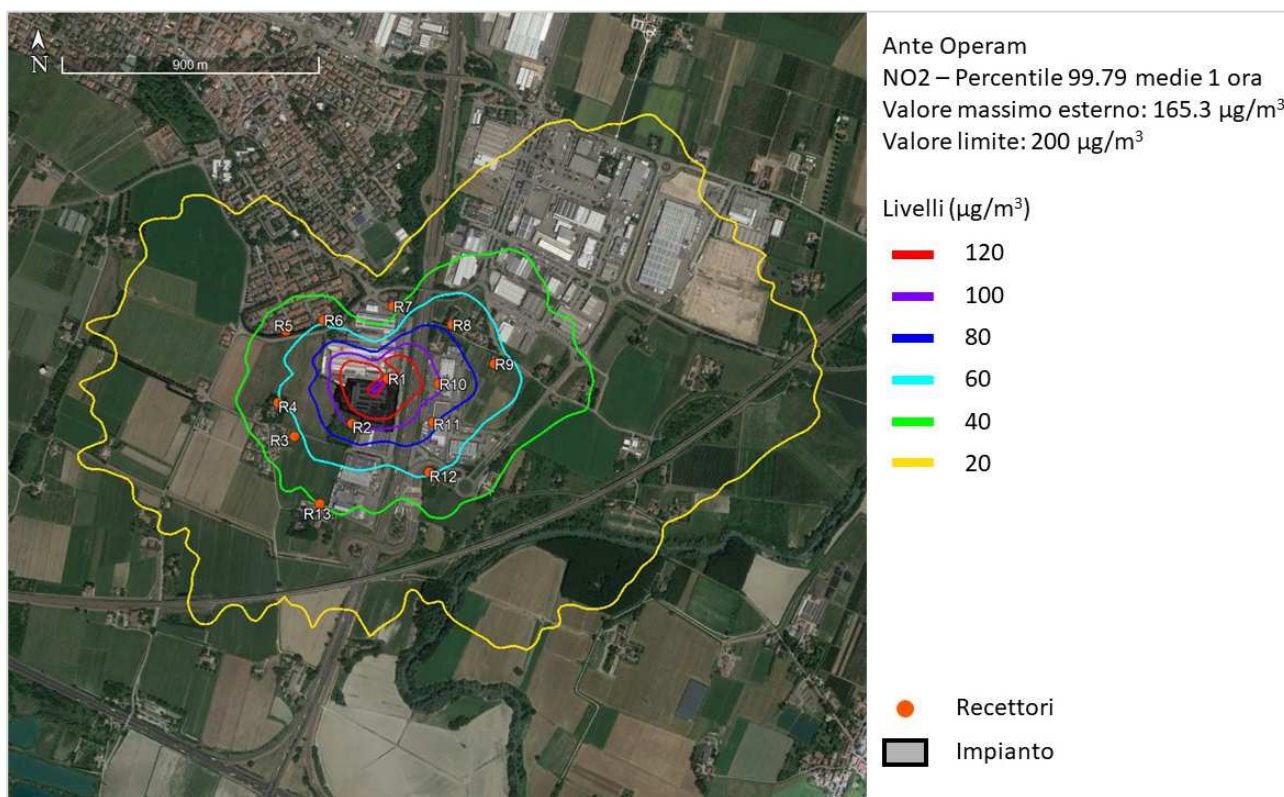 N
900 m
R7
R8
R6
R5
R9
R1
R10
R4
R2
R11
R3
R12
R13
Ante Operam
NO2 – Percentile 99.79 medie 1 ora
Valore massimo esterno: 165.3 µg/m³
Valore limite: 200 µg/m³
Livelli (µg/m³)
120
100
80
60
40
20
Recettori
Impianto